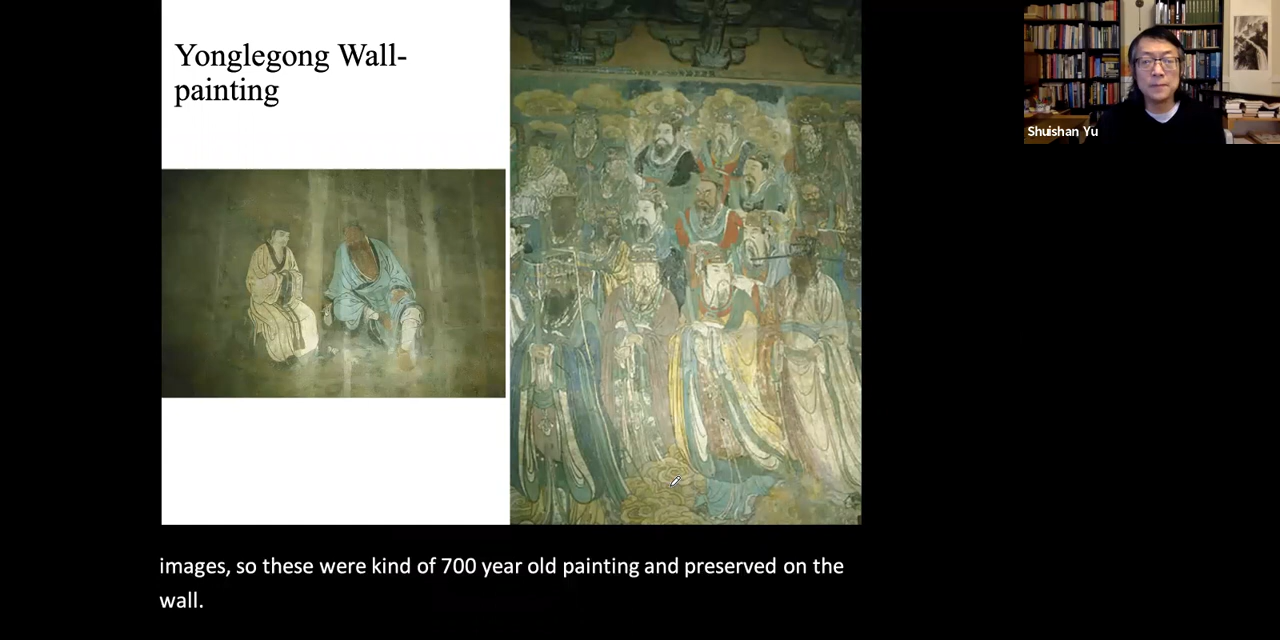 Yonglegong Wall-
painting
Shuishan Yu
images, so these were kind of 700 year old painting and preserved on the
wall.